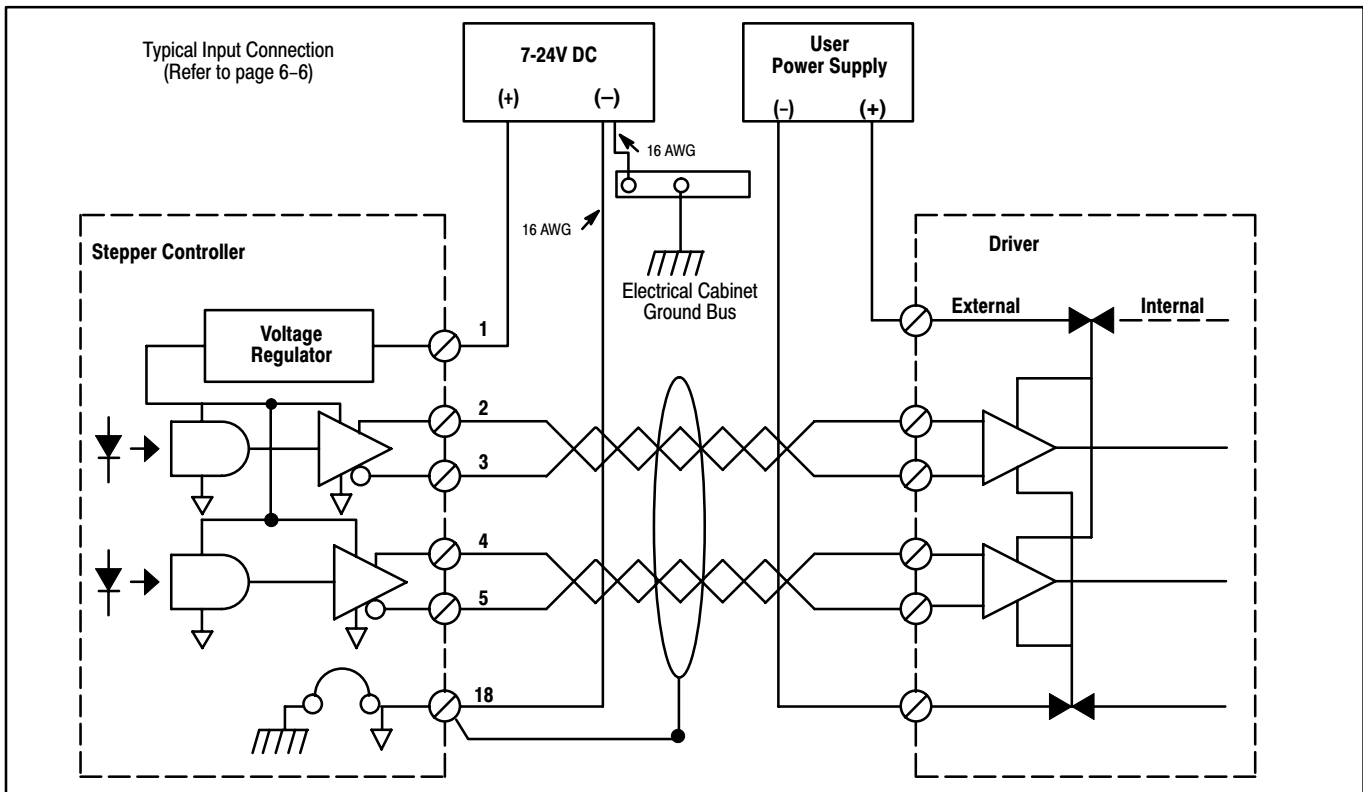 Typical Input Connection
(Refer to page 6–6)
7-24V DC
(+)
(—)
User
Power Supply
(–)
(+)
16 AWG
16 AWG
Electrical Cabinet
Ground Bus
Stepper Controller
Voltage
Regulator
1
2
3
4
5
18
Driver
External
Internal